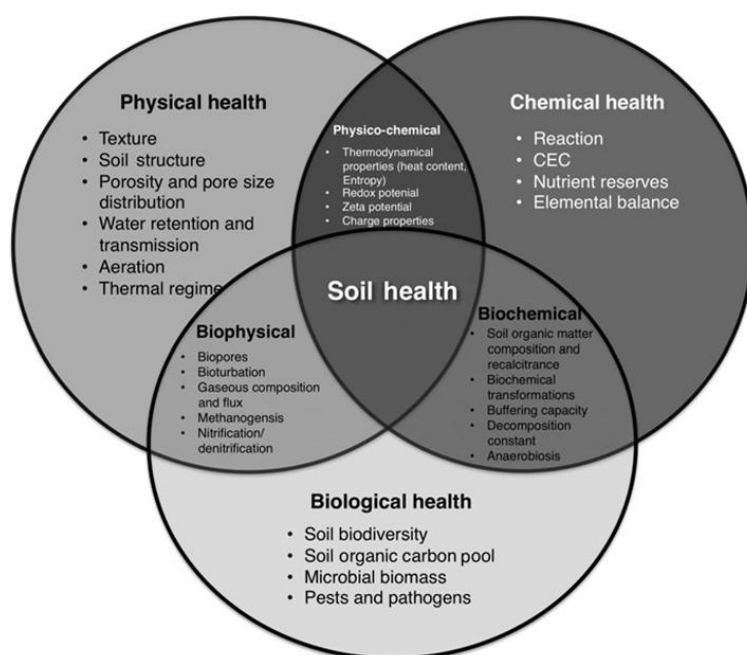 Physical health
• Texture
• Soil structure
• Porosity and pore size
distribution
• Water retention and
transmission
• Aeration
• Thermal regime
Physico-chemical
• Thermodynamical
properties (heat content,
Entropy)
• Redox potenial
• Zeta potential
• Charge properties
Chemical health
• Reaction
• CEC
• Nutrient reserves
• Elemental balance
Soil health
Biophysical
• Biopores
• Bioturbation
• Gaseous composition
and flux
• Methanogensis
• Nitrification/
denitrification
Biochemical
• Soil organic matter
composition and
recalcitrance
• Biochemical
transformations
• Buffering capacity
• Decomposition
constant
• Anaerobiosis
Biological health
• Soil biodiversity
• Soil organic carbon pool
• Microbial biomass
• Pests and pathogens